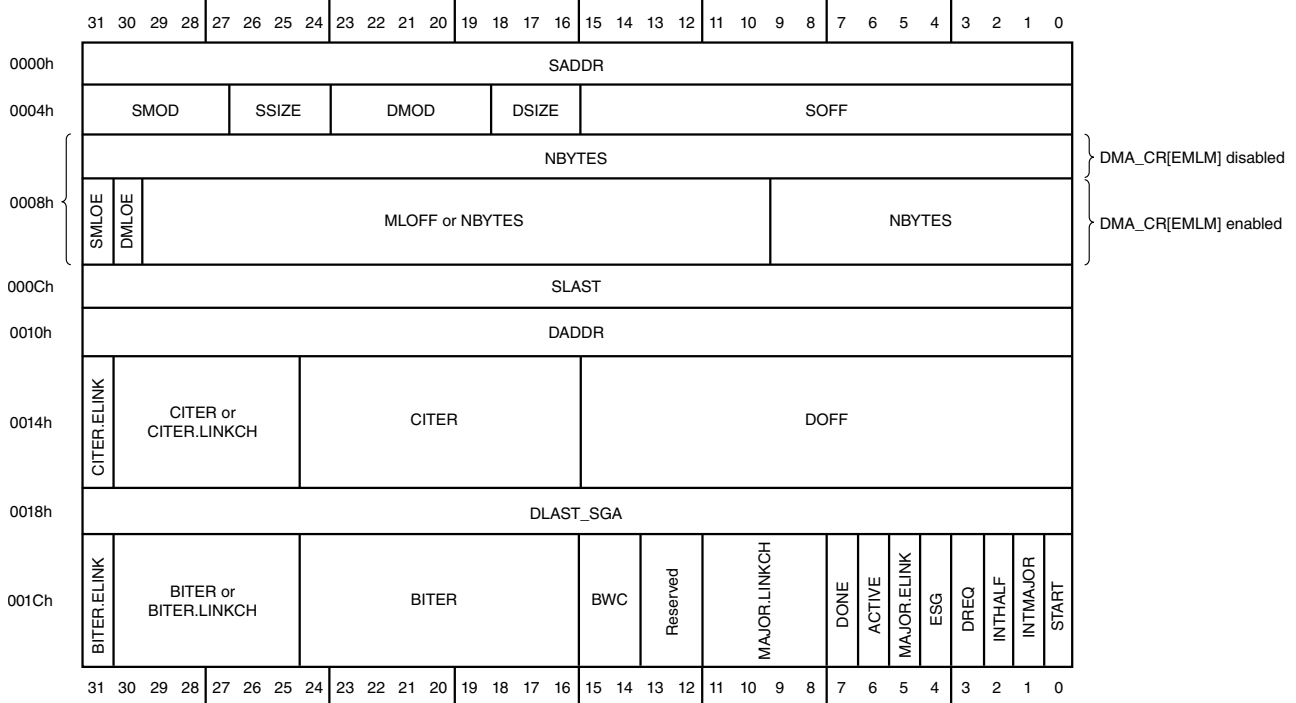 31 30 29 28 27 26 25 24 23 22 21 20 19 18 17 16 15 14 13 12 11 10 9 8 7 6 5 4 3 2 1 0
0000h SADDR
0004h SMOD SSIZE DMOD DSIZE SOFF
NBYTES DMA_CR[EMLM] disabled
0008h SMLOE DMLOE MLOFF or NBYTES NBYTES DMA_CR[EMLM] enabled
000Ch SLAST
0010h DADDR
0014h CITER.ELINK CITER or
CITER.LINKCH CITER DOFF
0018h DLAST_SGA
001Ch BITER.ELINK BITER or
BITER.LINKCH BITER BWC Reserved MAJOR.LINKCH DONE ACTIVE MAJOR.ELINK ESG DREQ INTHALF INTMAJOR START
31 30 29 28 27 26 25 24 23 22 21 20 19 18 17 16 15 14 13 12 11 10 9 8 7 6 5 4 3 2 1 0